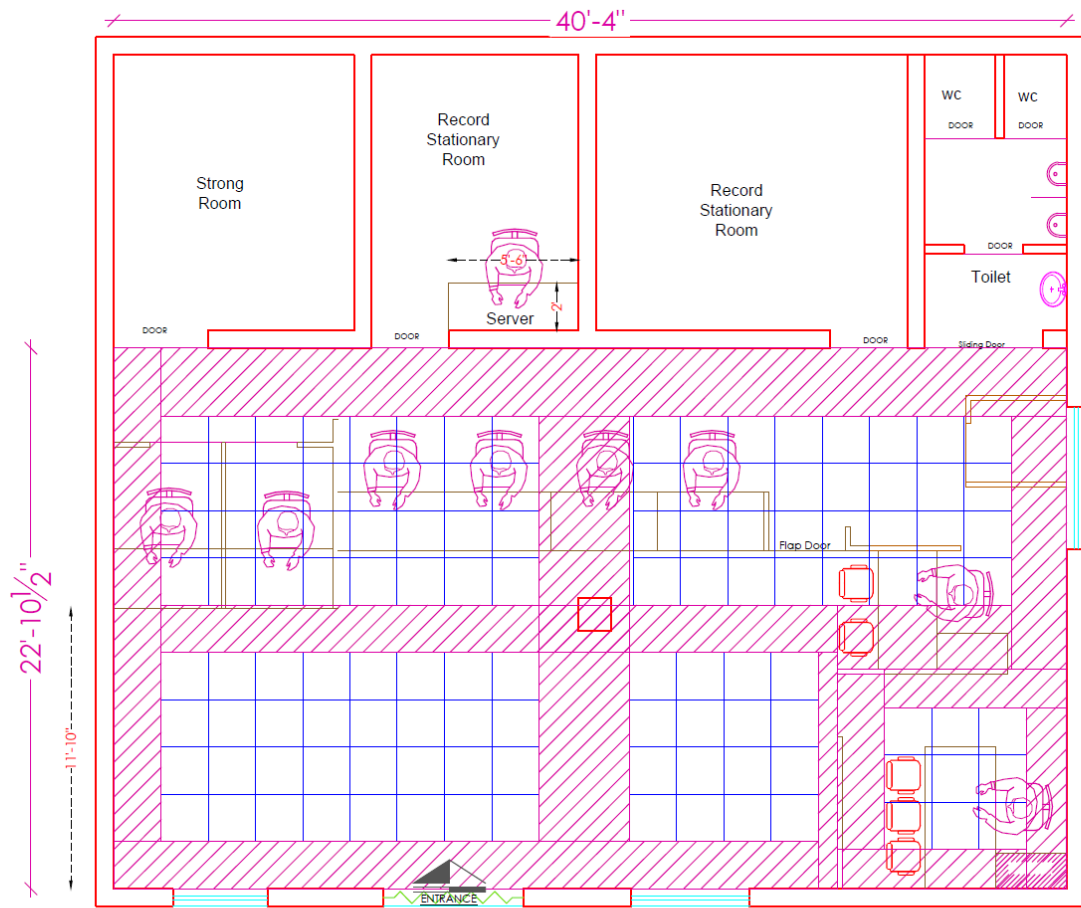 40'-4"
WC
WC
DOOR
DOOR
Record
Stationary
Room
Strong
Room
Record
Stationary
Room
DOOR
5'-6"
Toilet
2'
Server
DOOR
DOOR
DOOR
Sliding Door
Flap Door
22'-10½"
11'-10"
ENTRANCE